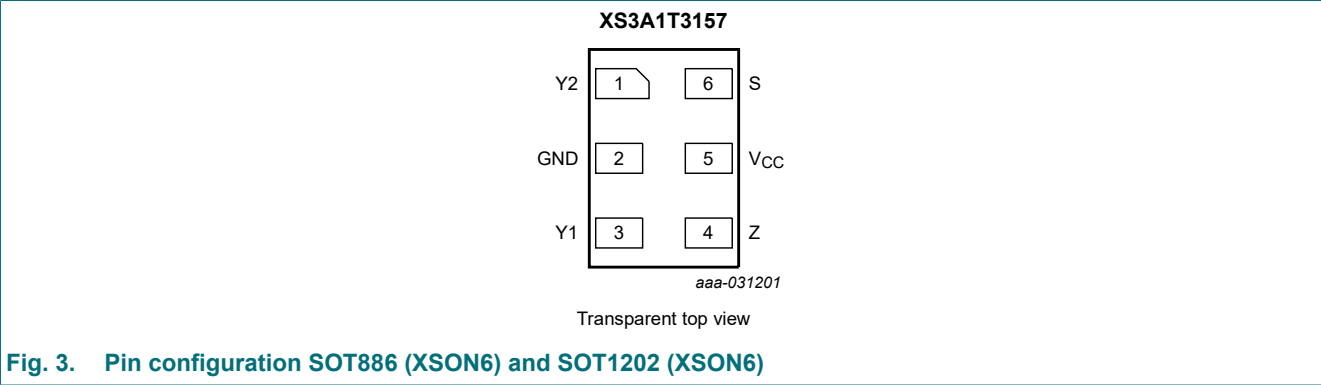 XS3A1T3157
Y2 1 6 S
GND 2 5 VCC
Y1 3 4 Z
aaa-031201
Transparent top view
Fig. 3. Pin configuration SOT886 (XSON6) and SOT1202 (XSON6)